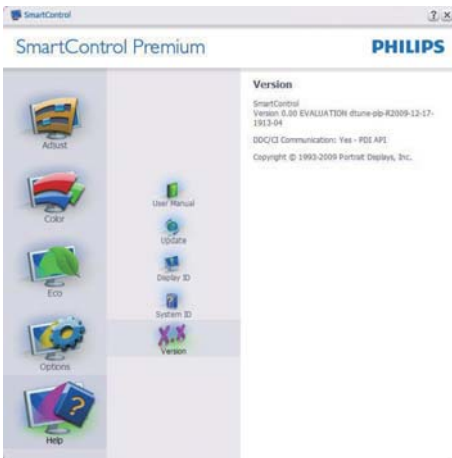 SmartControl
SmartControl Premium
PHILIPS
Adjust
Color
Eco
Options
Help
User Manual
Update
Display ID
System ID
X.X
Version
Version
SmartControl
Version 0.00 EVALUATION dtune-plp-R2009-12-17-
1913-04
DDC/CI Communication: Yes - PDI API
Copyright © 1993-2009 Portrait Displays, Inc.